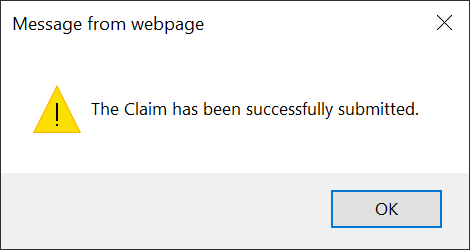 Message from webpage
The Claim has been successfully submitted.
OK